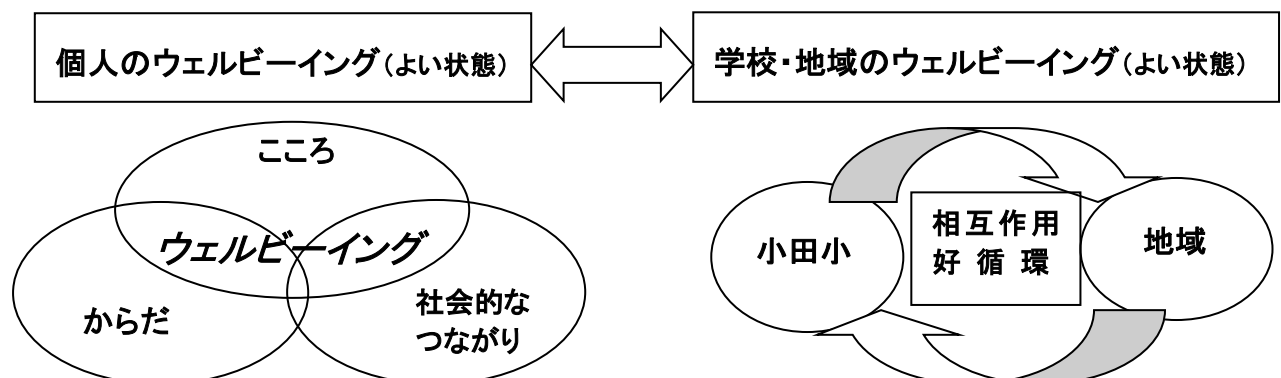 個人のウェルビーイング（よい状態）
学校・地域のウェルビーイング（よい状態）
こころ
ウェルビーイング
からだ
社会的な
つながり
小田小
相互作用
好循環
地域